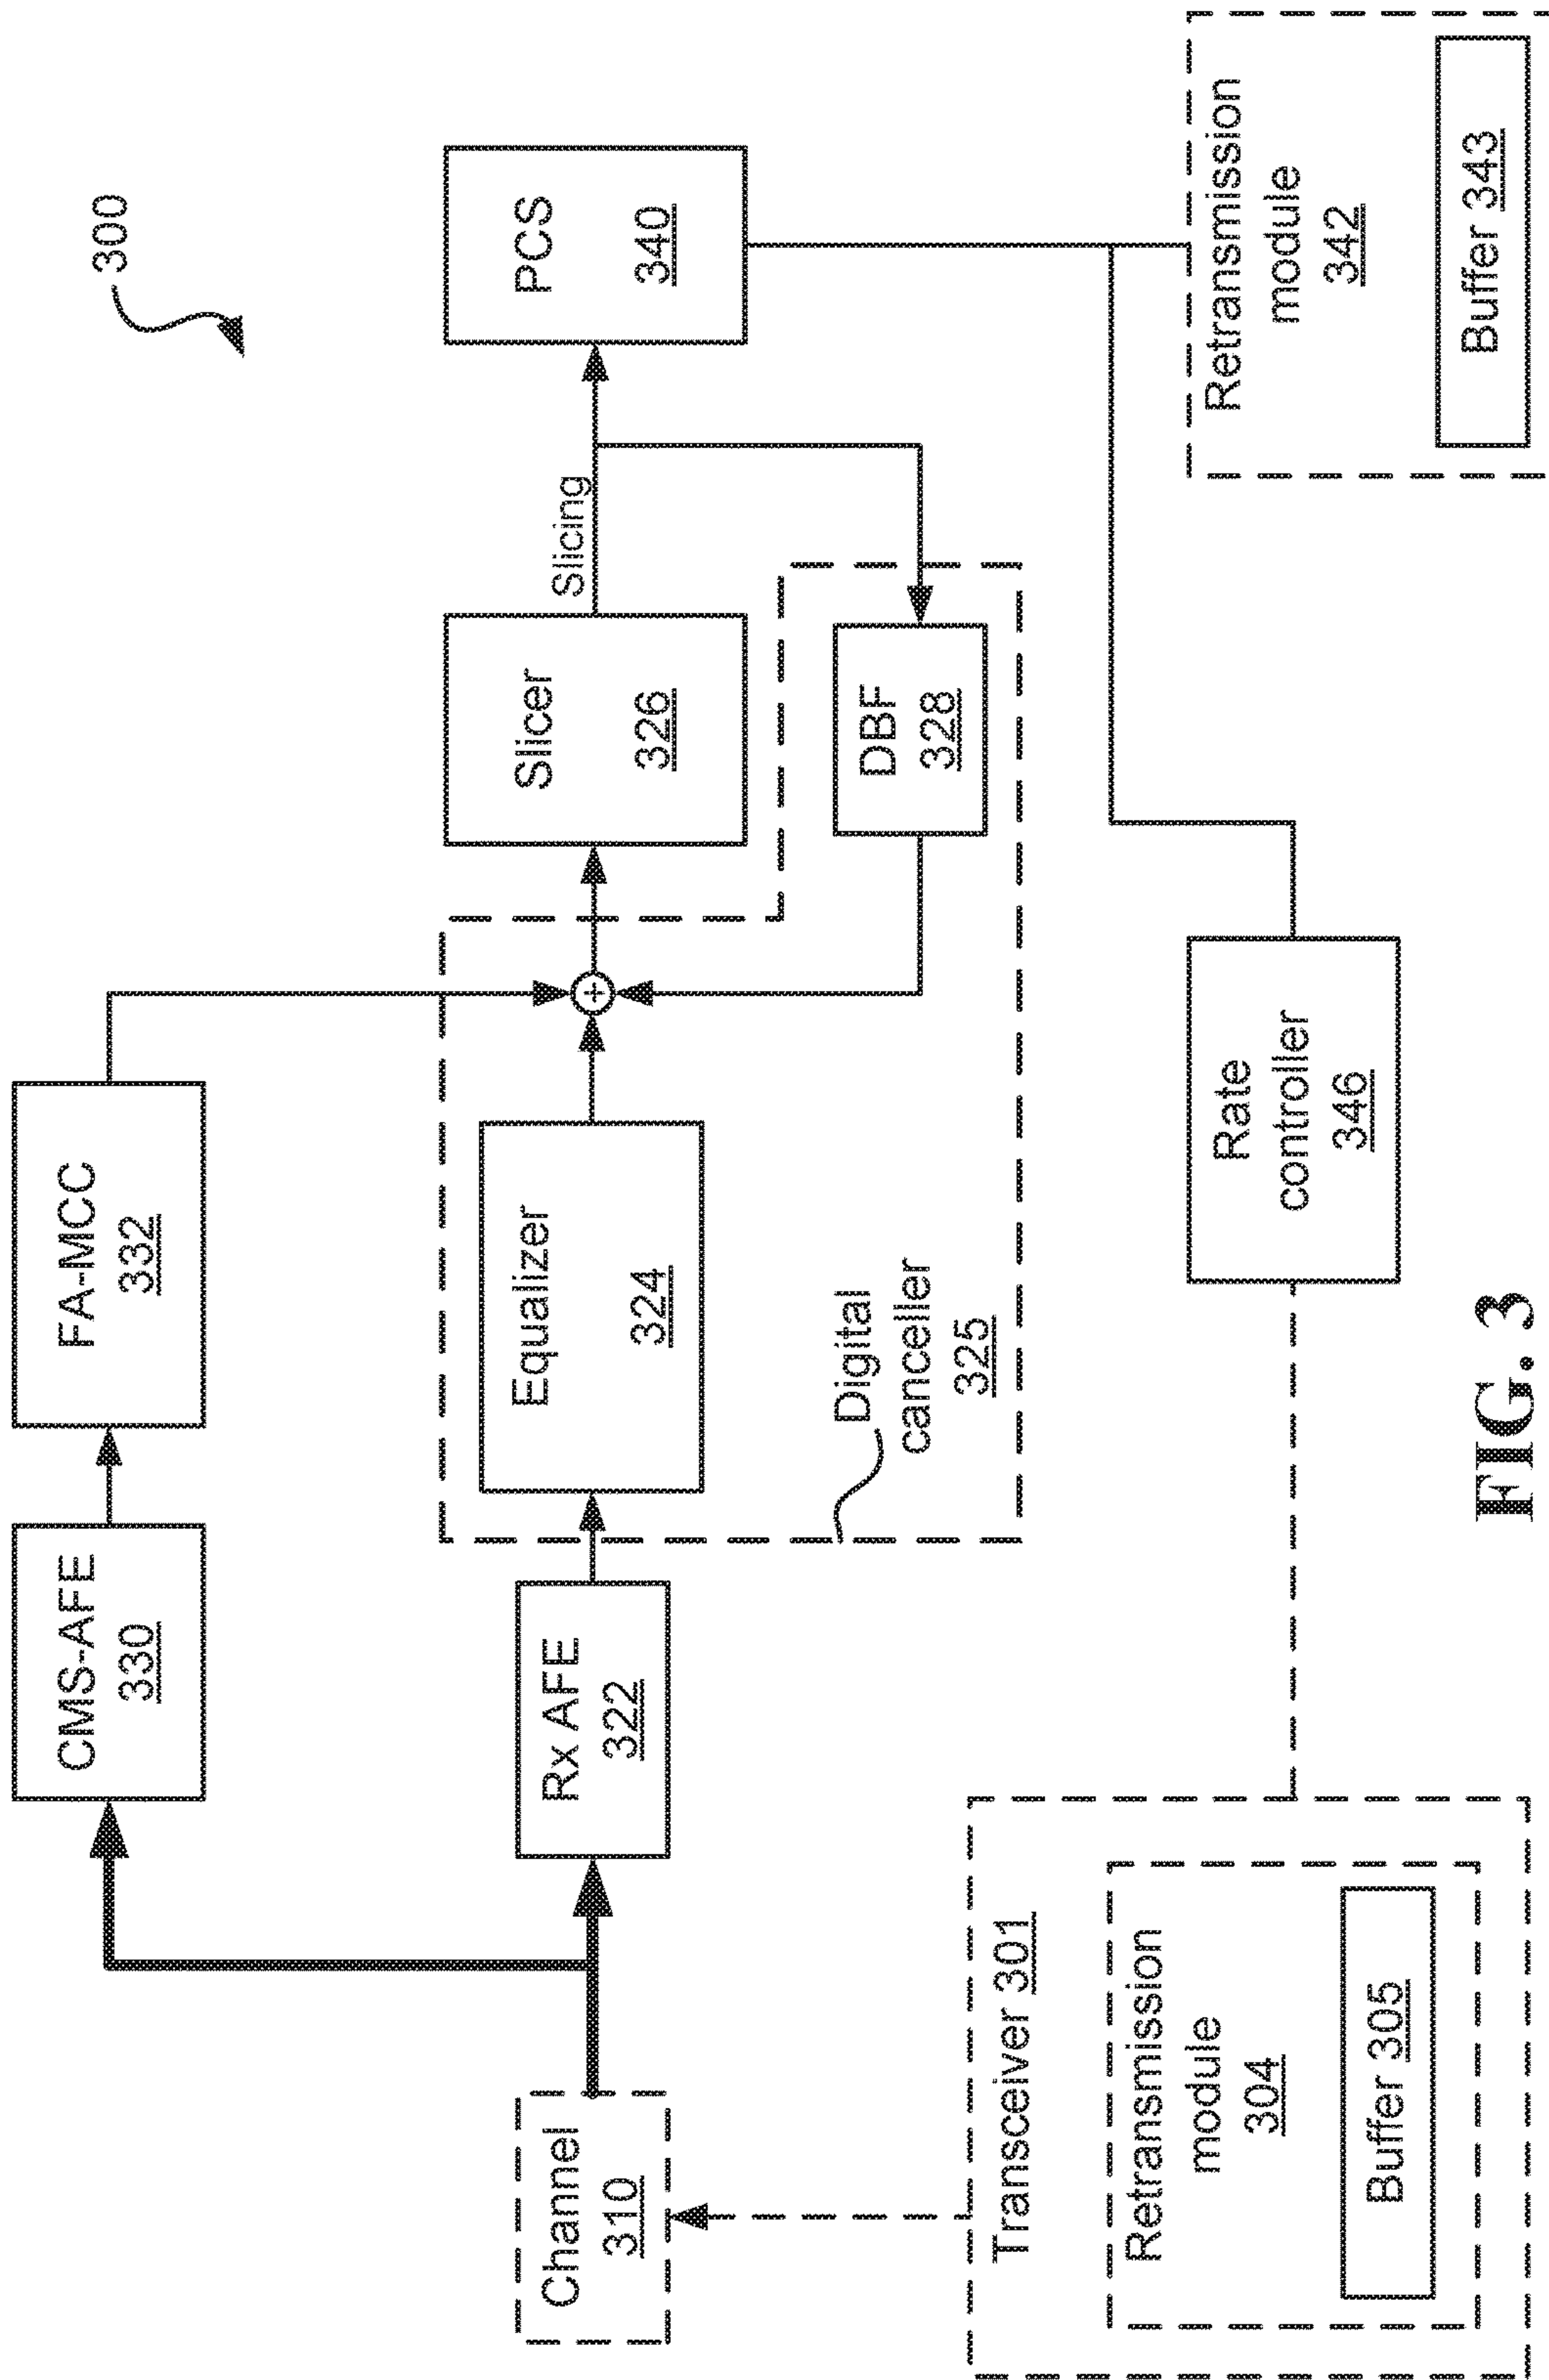 300
CMS-AFE
330
FA-MCC
332
Channel
310
Rx AFE
322
Equalizer
324
+
Slicer
326
Slicing
PCS
340
Digital
canceller
325
DBF
328
Transceiver 301
Retransmission
module
304
Buffer 305
Rate
controller
346
Retransmission
module
342
Buffer 343
FIG. 3